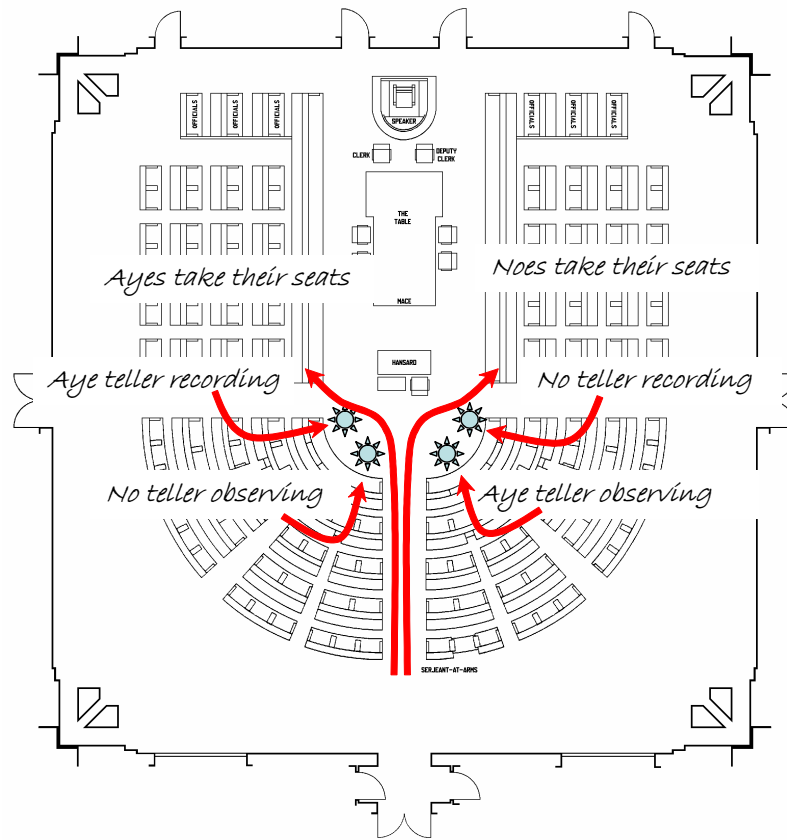 OFFICIALS
OFFICIALS
OFFICIALS
SPEAKER
OFFICIALS
OFFICIALS
OFFICIALS
CLERK
DEPUTY
CLERK
THE
TABLE
Ayes take their seats
Noes take their seats
MACE
HANSARD
Aye teller recording
No teller recording
No teller observing
Aye teller observing
SERJEANT-AT-ARMS